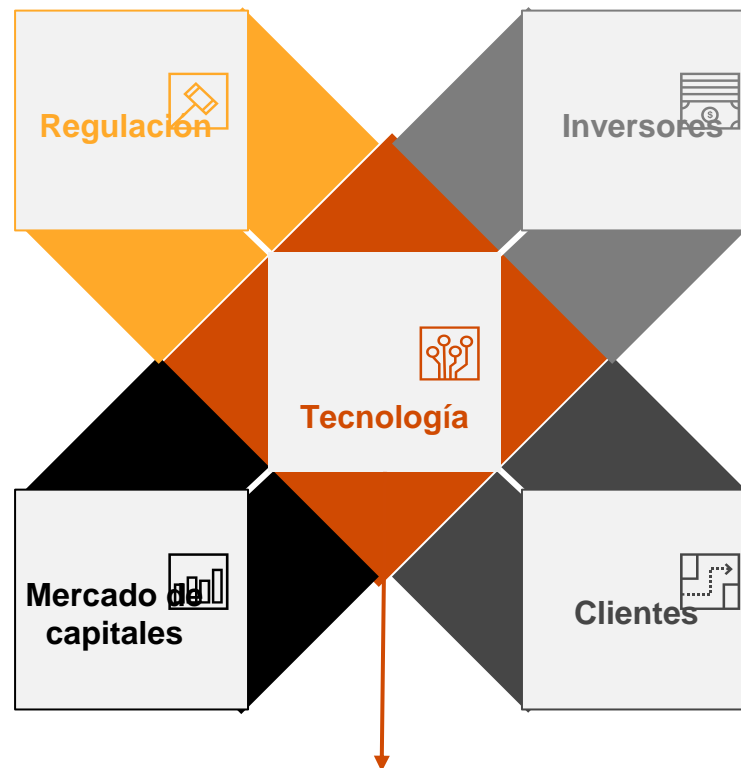 Regulación
Inversores
Tecnología
Mercado de
capitales
Clientes